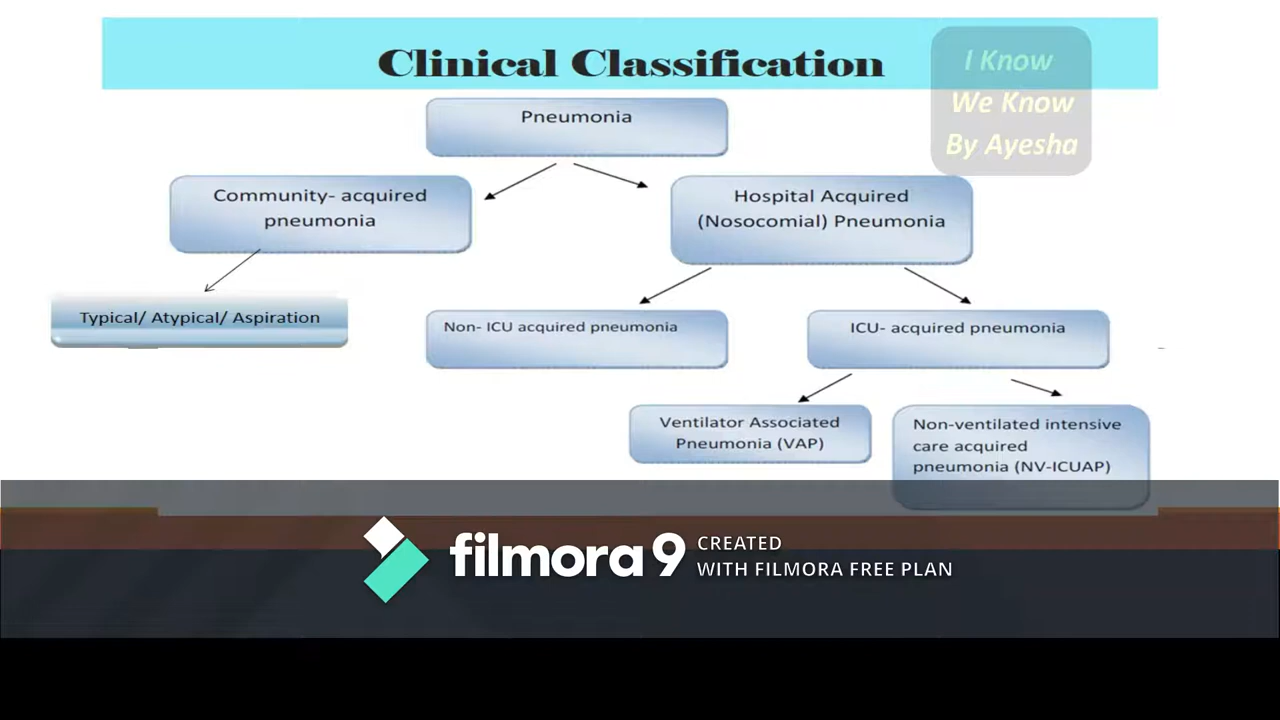 Clinical Classification
I Know
We Know
By Ayesha
Pneumonia
Community- acquired
pneumonia
Hospital Acquired
(Nosocomial) Pneumonia
Typical/ Atypical/ Aspiration
Non- ICU acquired pneumonia
ICU- acquired pneumonia
Ventilator Associated
Pneumonia (VAP)
Non-ventilated intensive
care acquired
pneumonia (NV-ICUAP)
filmora 9
CREATED
WITH FILMORA FREE PLAN